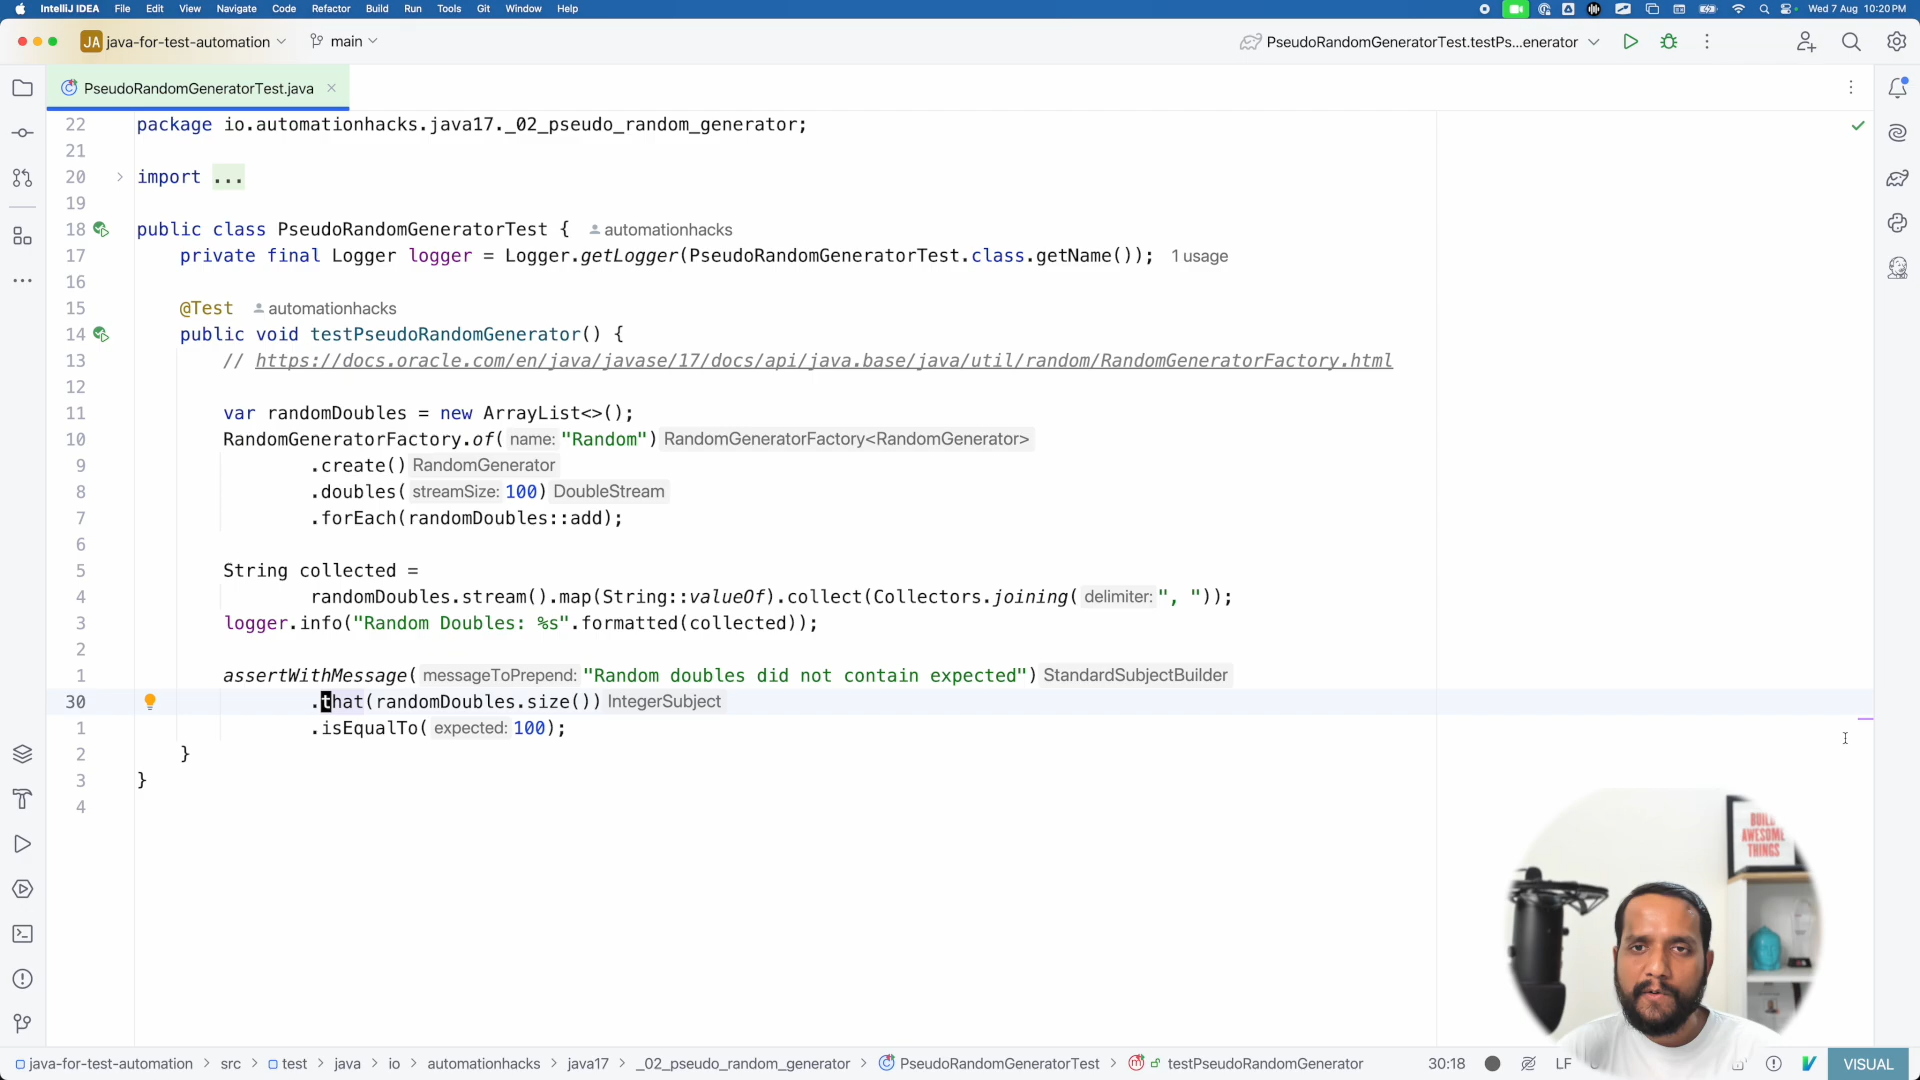 IntelliJ IDEA File Edit View Navigate Code Refactor Build Run Tools Git Window Help Wed 7 Aug 10:20 PM
JA java-for-test-automation main PseudoRandomGeneratorTest.testPs...enerator
PseudoRandomGeneratorTest.java
22 package io.automationhacks.java17._02_pseudo_random_generator;
21
20 import ...
19
18 public class PseudoRandomGeneratorTest { automationhacks
17 private final Logger logger = Logger.getLogger(PseudoRandomGeneratorTest.class.getName()); 1 usage
16
15 @Test automationhacks
14 public void testPseudoRandomGenerator() {
13 // https://docs.oracle.com/en/java/javase/17/docs/api/java.base/java/util/random/RandomGeneratorFactory.html
12
11 var randomDoubles = new ArrayList<>();
10 RandomGeneratorFactory.of( name: "Random") RandomGeneratorFactory<RandomGenerator>
9 .create() RandomGenerator
8 .doubles( streamSize: 100) DoubleStream
7 .forEach(randomDoubles::add);
6
5 String collected =
4 randomDoubles.stream().map(String::valueOf).collect(Collectors.joining( delimiter: ", "));
3 logger.info("Random Doubles: %s".formatted(collected));
2
1 assertWithMessage( messageToPrepend: "Random doubles did not contain expected") StandardSubjectBuilder
30 .that(randomDoubles.size()) IntegerSubject
1 .isEqualTo( expected: 100);
2 }
3 }
4
BUILD
AWESOME
THINGS
java-for-test-automation > src > test > java > io > automationhacks > java17 > _02_pseudo_random_generator > PseudoRandomGeneratorTest > testPseudoRandomGenerator 30:18 LF VISUAL